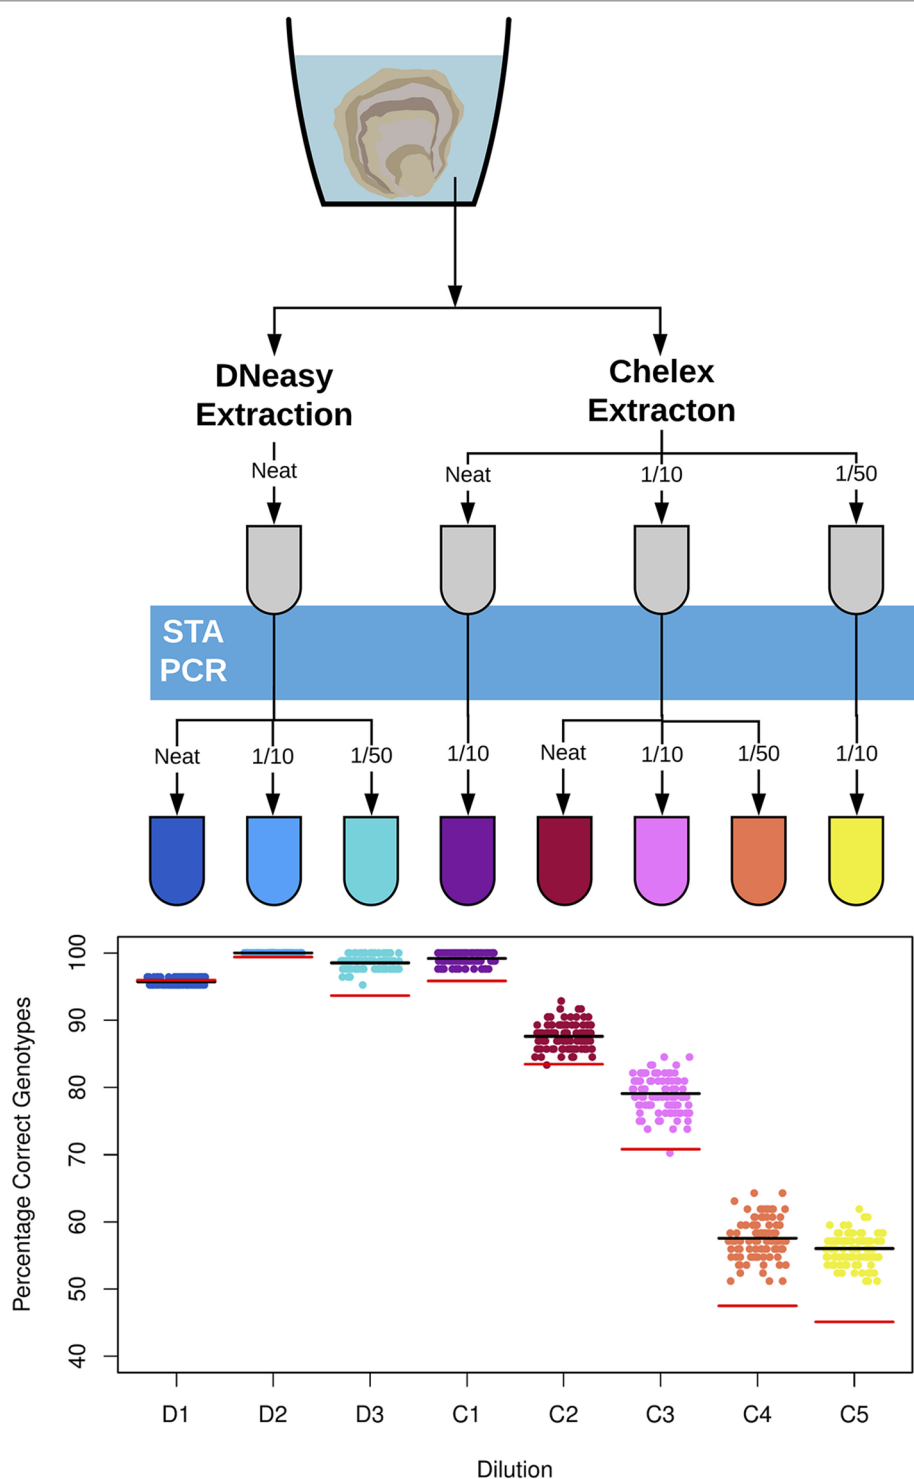 DNeasy
Extraction
Chelex
Extracton
Neat
Neat
1/10
1/50
STA
PCR
Neat
1/10
1/50
1/10
Neat
1/10
1/50
1/10
Percentage Correct Genotypes
100
90
80
70
60
50
40
D1
D2
D3
C1
C2
C3
C4
C5
Dilution